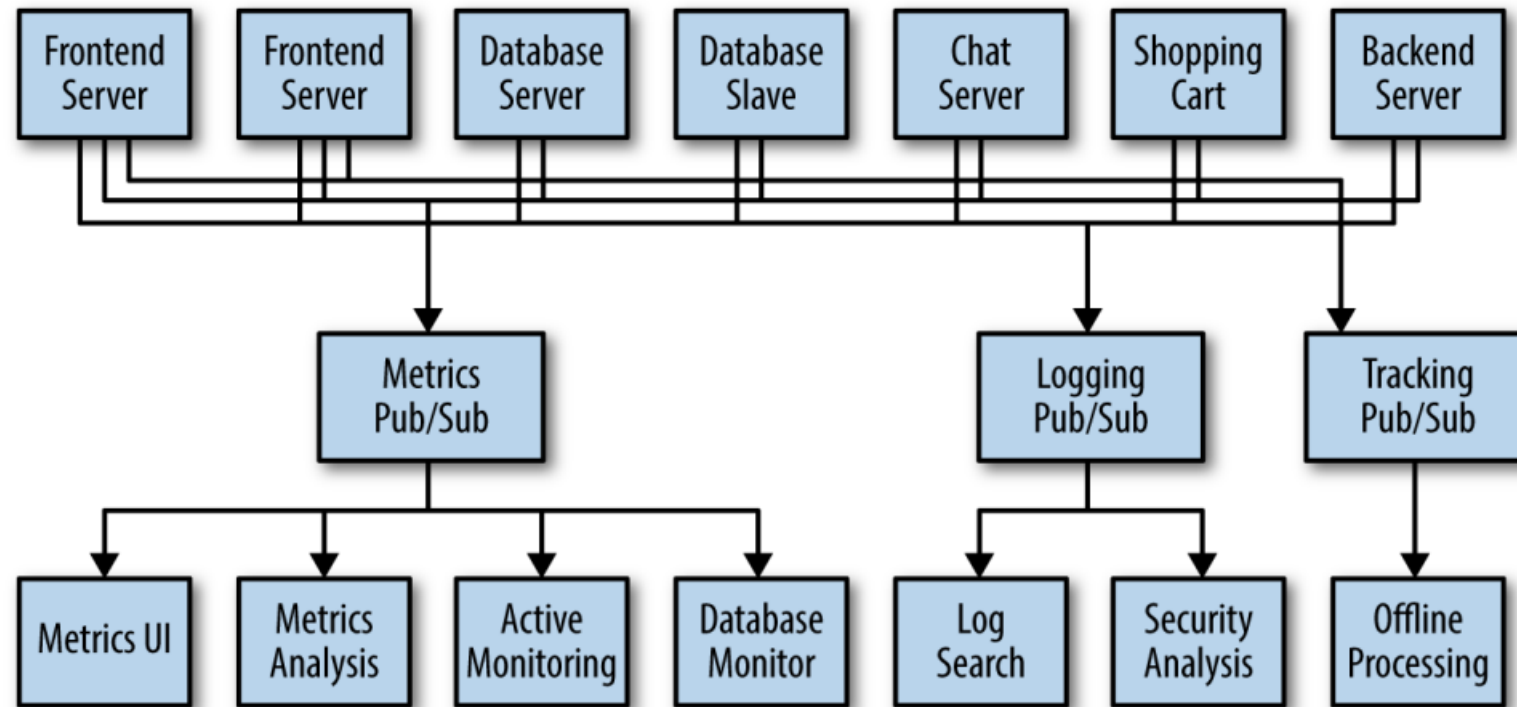 Frontend
Server
Frontend
Server
Database
Server
Database
Slave
Chat
Server
Shopping
Cart
Backend
Server
Metrics
Pub/Sub
Logging
Pub/Sub
Tracking
Pub/Sub
Metrics UI
Metrics
Analysis
Active
Monitoring
Database
Monitor
Log
Search
Security
Analysis
Offline
Processing